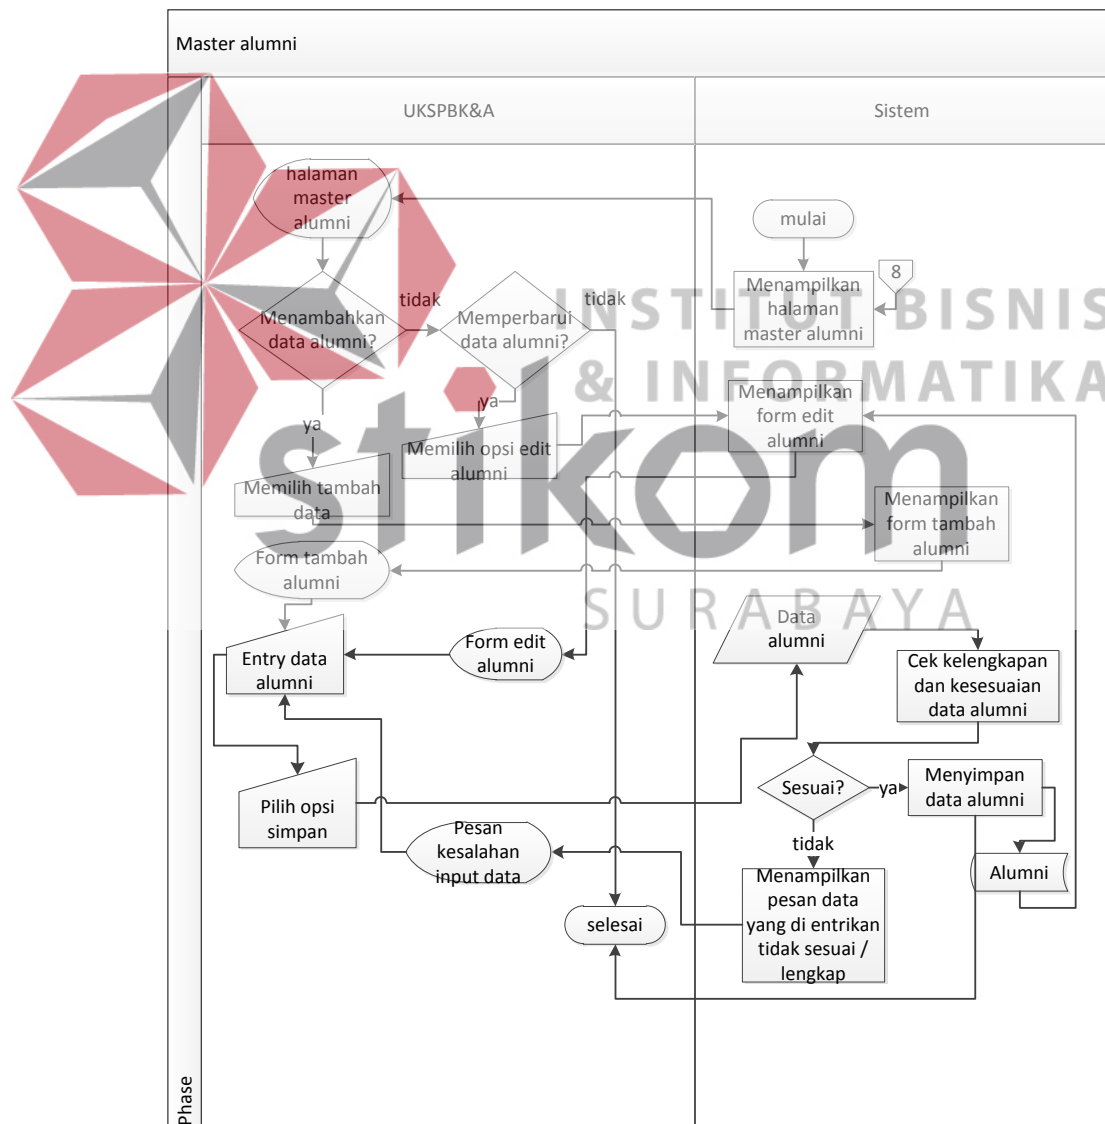 Master alumni
UKSPBK&A
Sistem
halaman
master
alumni
mulai
8
Menampilkan
halaman
master alumni
Menambahkan
data alumni?
tidak
Memperbarui
data alumni?
tidak
INSTITUT BISNIS
& INFORMATIKA
stikom
SURABAYA
ya
ya
Memilih opsi edit
alumni
Menampilkan
form edit
alumni
Memilih tambah
data
Menampilkan
form tambah
alumni
Form tambah
alumni
Entry data
alumni
Form edit
alumni
Data
alumni
Cek kelengkapan
dan kesesuaian
data alumni
Pilih opsi
simpan
Sesuai?
ya
Menyimpan
data alumni
tidak
Pesan
kesalahan
input data
Alumni
Menampilkan
pesan data
yang di entrikan
tidak sesuai /
lengkap
selesai
Phase